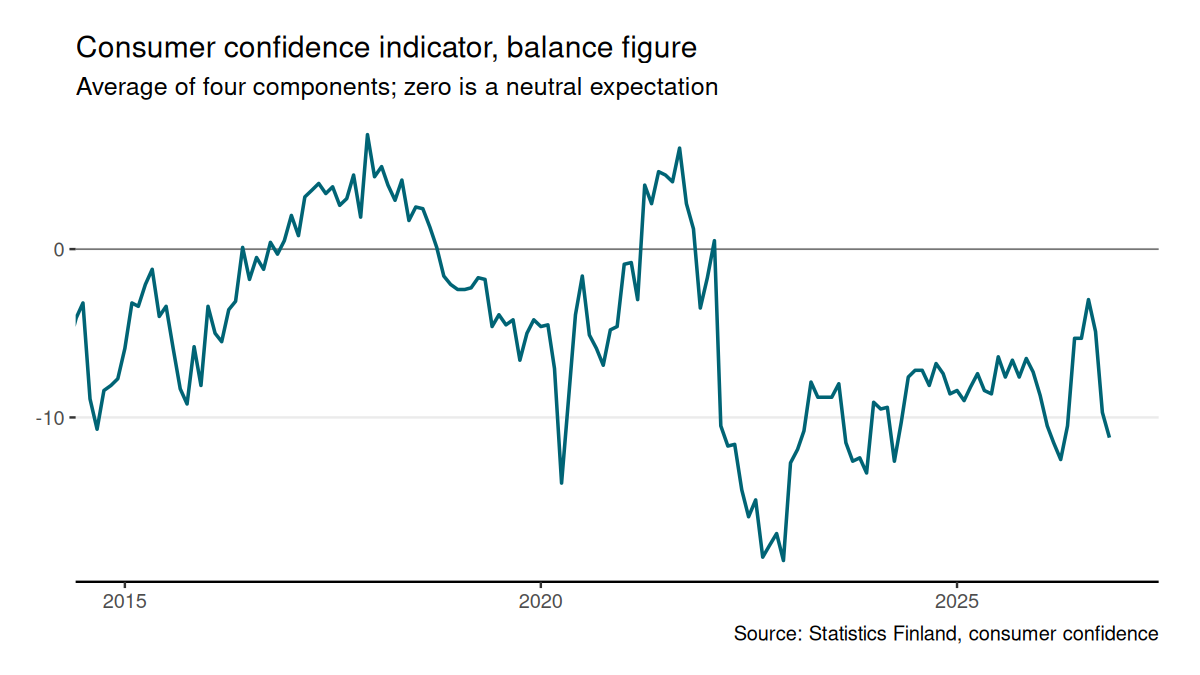 Consumer confidence indicator, balance figure
Average of four components; zero is a neutral expectation
0
-10
2015 2020 2025
Source: Statistics Finland, consumer confidence